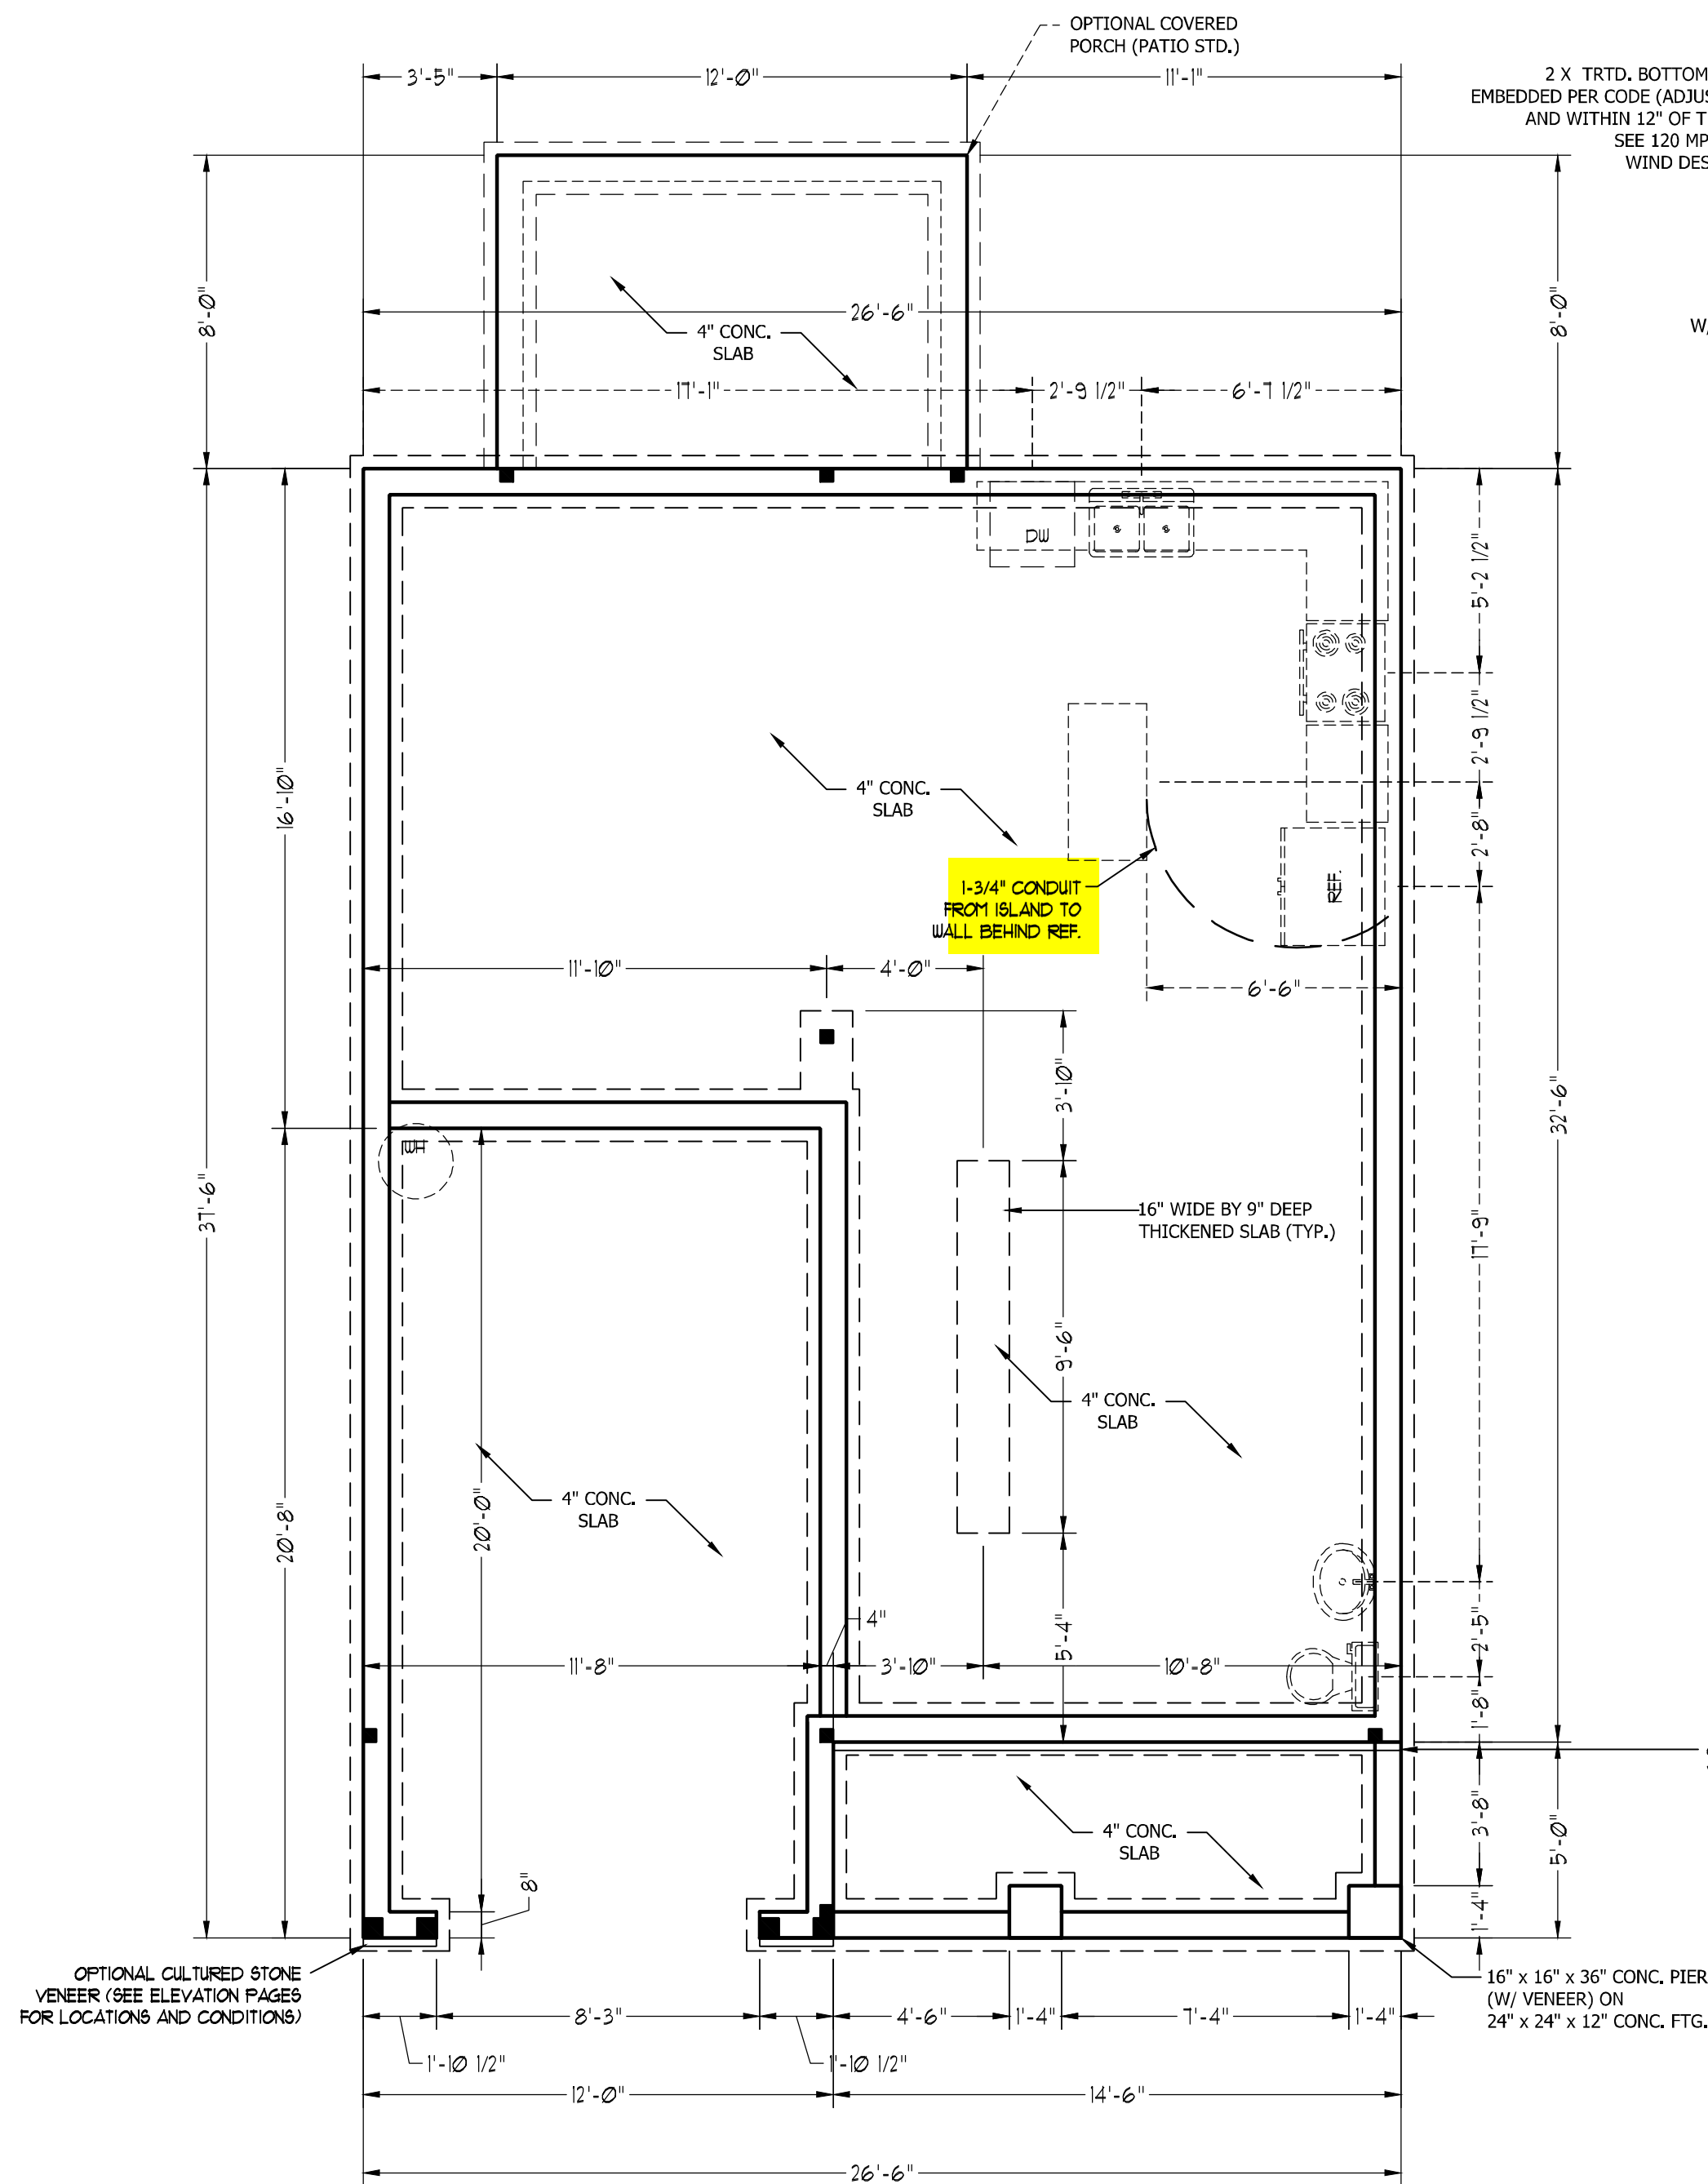 OPTIONAL COVERED
PORCH (PATIO STD.)
3'-5"
12'-0"
11'-1"
2 X TRTD. BOTTOM
EMBEDDED PER CODE (ADJUS
AND WITHIN 12" OF T
SEE 120 MP
WIND DES
8'-0"
26'-6"
8'-0"
4" CONC.
SLAB
W/
17'-1"
2'-9 1/2"
6'-7 1/2"
DW
5'-2 1/2"
2'-9 1/2"
16'-10"
4" CONC.
SLAB
2'-8"
1-3/4" CONDUIT
FROM ISLAND TO
WALL BEHIND REF.
REF.
11'-10"
4'-0"
6'-6"
3'-10"
32'-6"
WH
37'-6"
16" WIDE BY 9" DEEP
THICKENED SLAB (TYP.)
17'-9"
9'-6"
4" CONC.
SLAB
4" CONC.
SLAB
20'-0"
20'-8"
4"
5'-4"
2'-5"
11'-8"
3'-10"
10'-8"
1'-8"
3'-8"
4" CONC.
SLAB
5'-0"
8"
1'-4"
OPTIONAL CULTURED STONE
VENEER (SEE ELEVATION PAGES
FOR LOCATIONS AND CONDITIONS)
16" x 16" x 36" CONC. PIER
(W/ VENEER) ON
24" x 24" x 12" CONC. FTG.
8'-3"
4'-6"
1'-4"
7'-4"
1'-4"
1'-10 1/2"
1'-10 1/2"
12'-0"
14'-6"
26'-6"